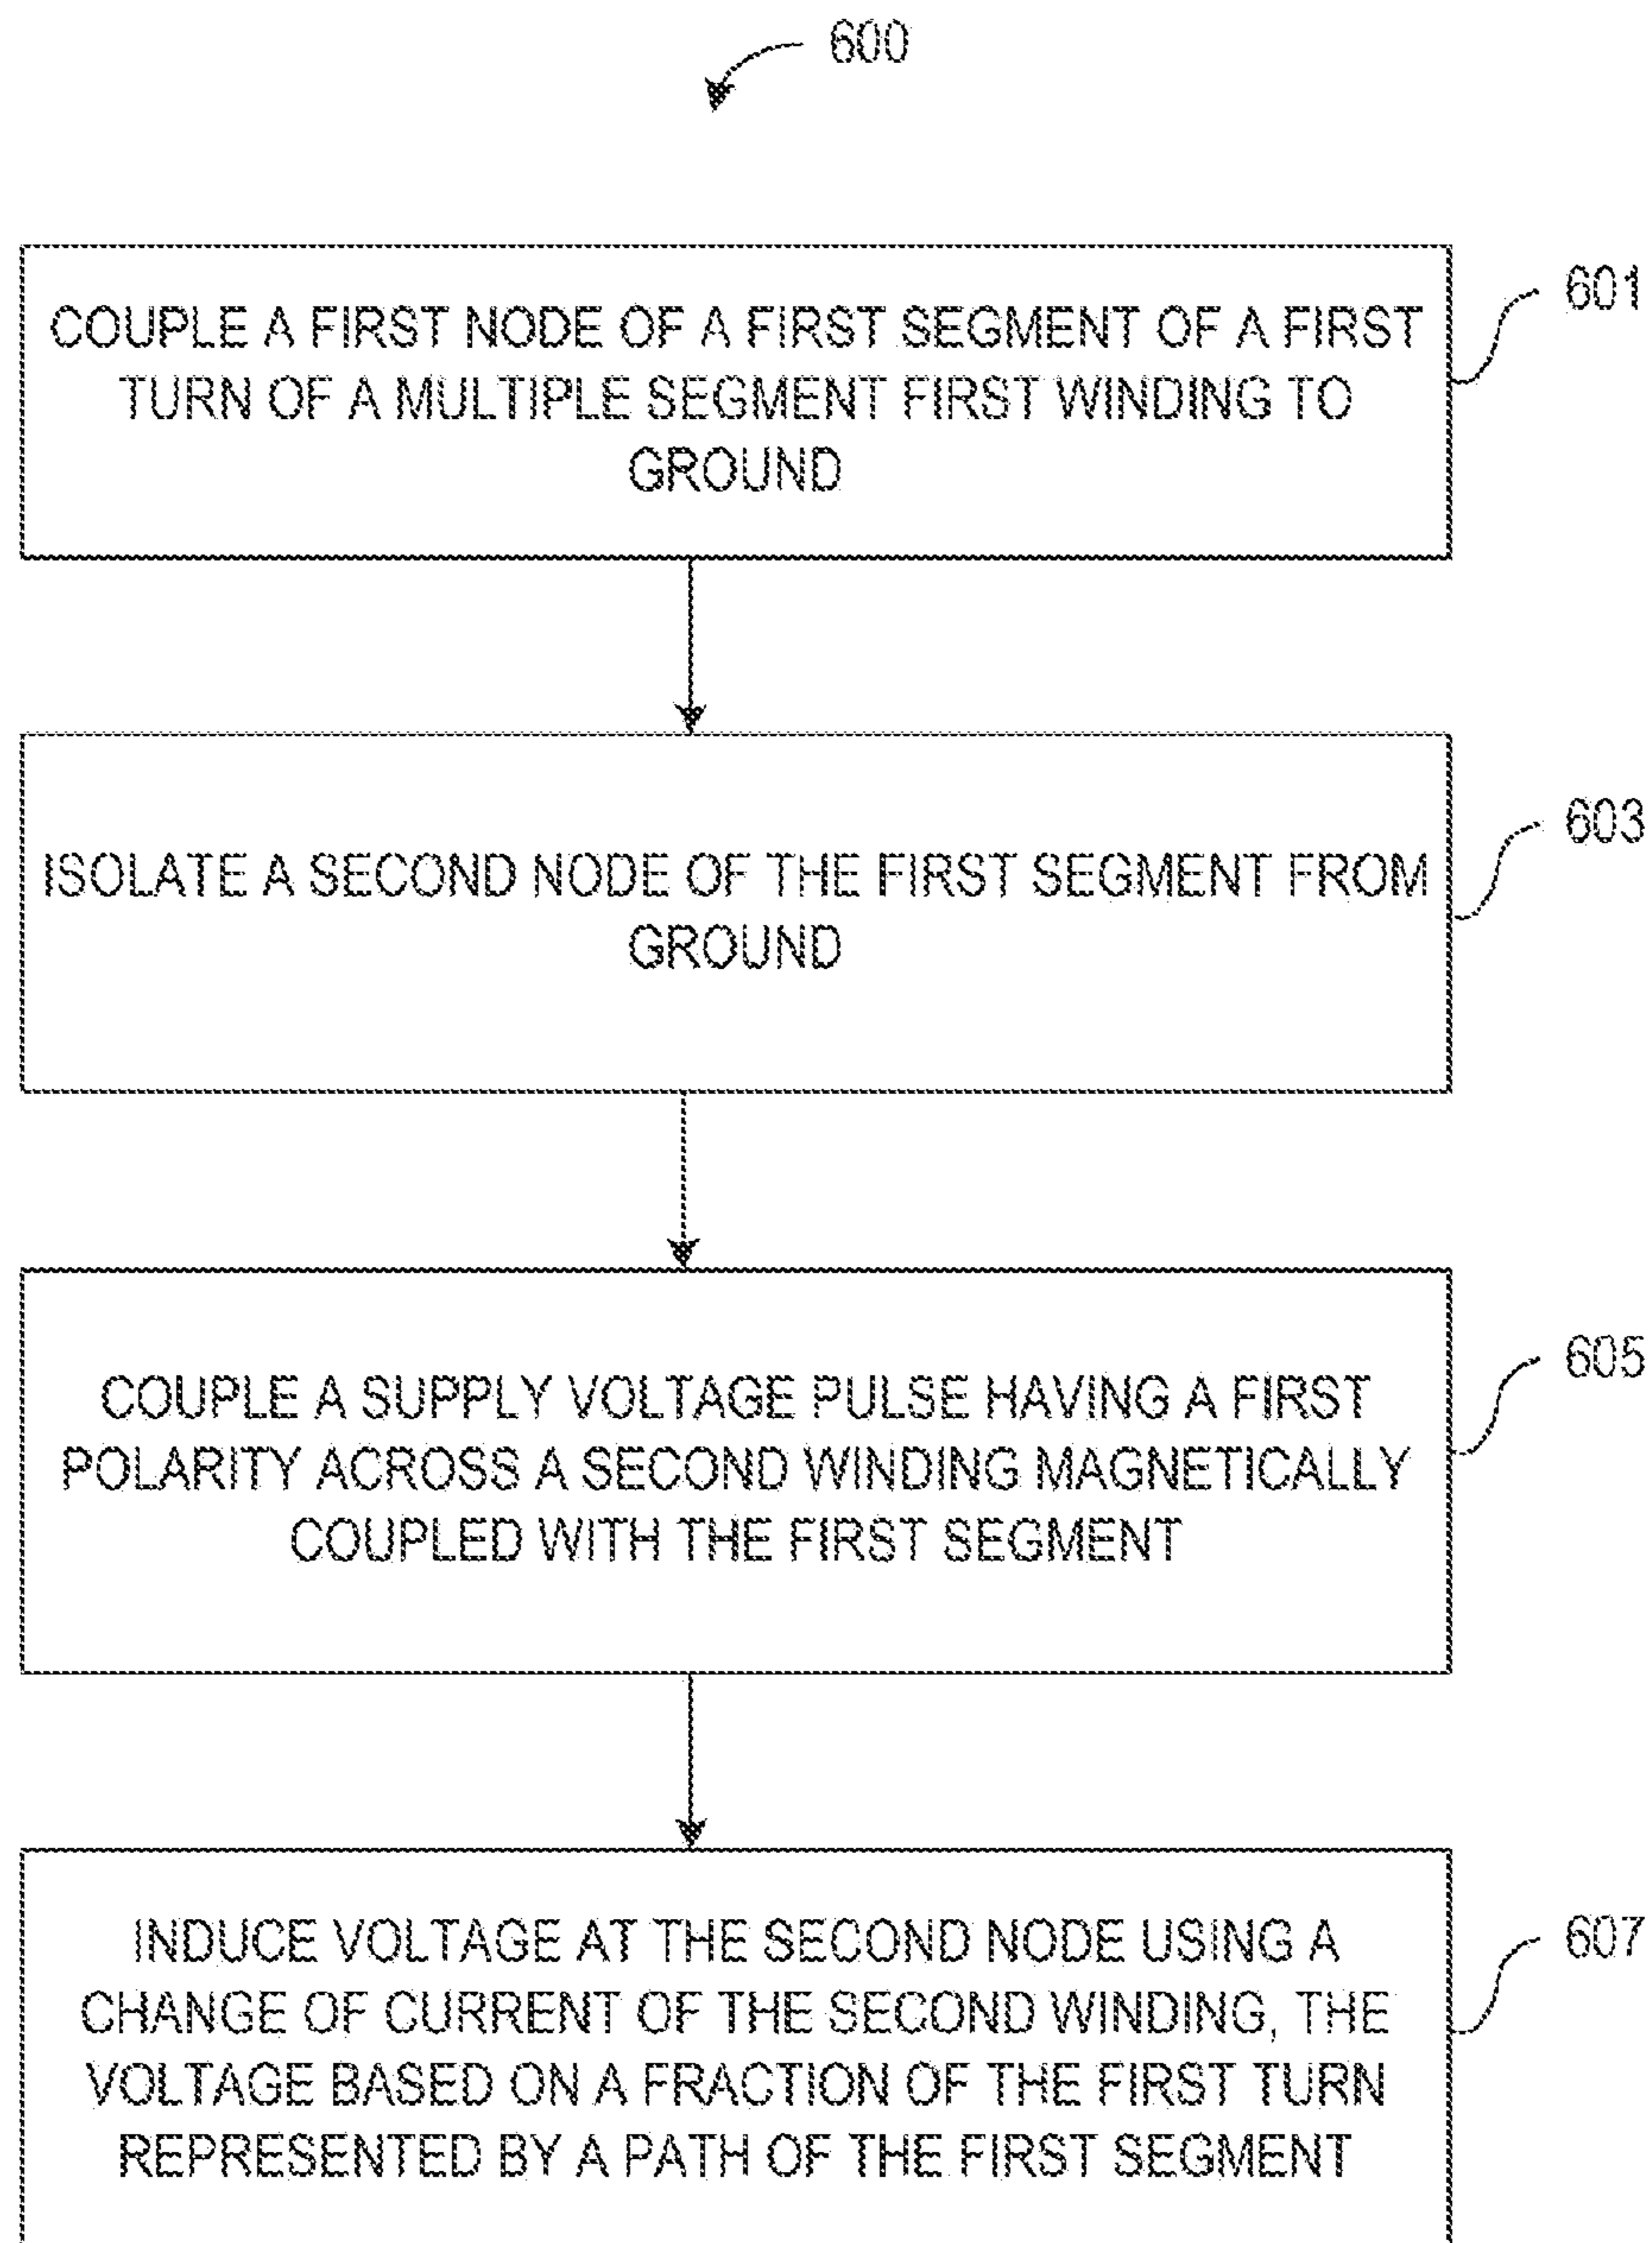 600
COUPLE A FIRST NODE OF A FIRST SEGMENT OF A FIRST
TURN OF A MULTIPLE SEGMENT FIRST WINDING TO
GROUND
601
ISOLATE A SECOND NODE OF THE FIRST SEGMENT FROM
GROUND
603
COUPLE A SUPPLY VOLTAGE PULSE HAVING A FIRST
POLARITY ACROSS A SECOND WINDING MAGNETICALLY
COUPLED WITH THE FIRST SEGMENT
605
INDUCE VOLTAGE AT THE SECOND NODE USING A
CHANGE OF CURRENT OF THE SECOND WINDING, THE
VOLTAGE BASED ON A FRACTION OF THE FIRST TURN
REPRESENTED BY A PATH OF THE FIRST SEGMENT
607